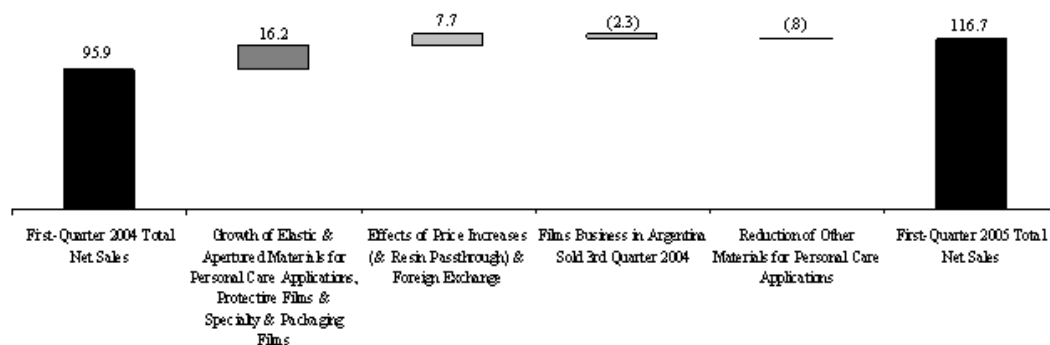 95.9
16.2
7.7
(2.3)
(.8)
116.7
First-Quarter 2004 Total
Net Sales
Growth of Elastic &
Apertured Materials for
Personal Care Applications,
Protective Films &
Specialty & Packaging
Films
Effects of Price Increases
(& Resin Passthrough) &
Foreign Exchange
Films Business in Argentina
Sold 3rd Quarter 2004
Reduction of Other
Materials for Personal Care
Applications
First-Quarter 2005 Total
Net Sales